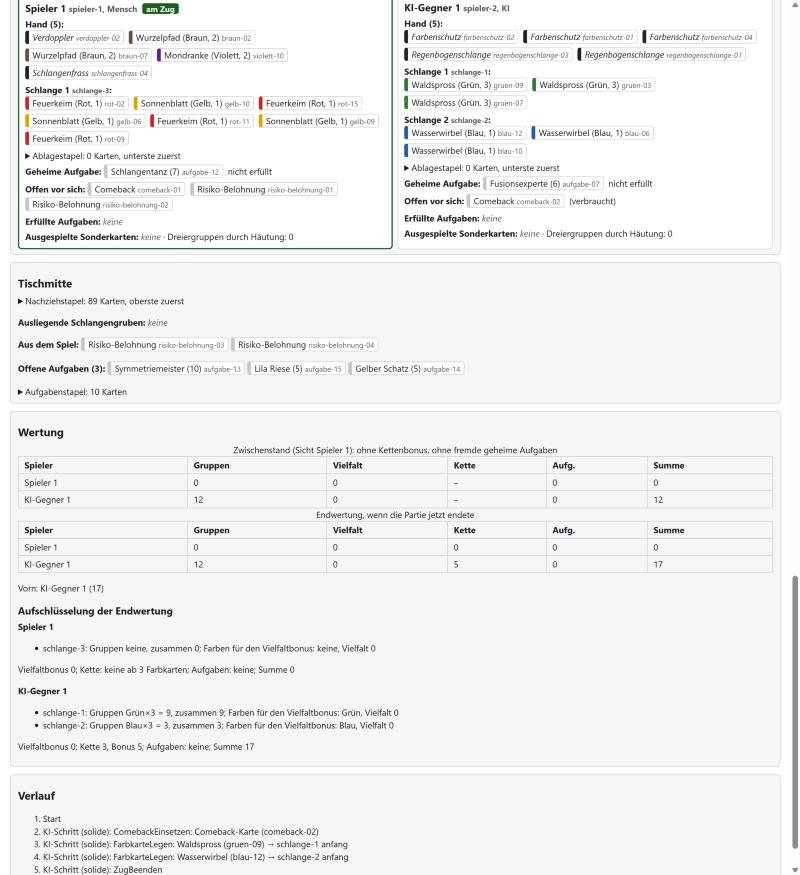 Spieler 1 spieler-1, Mensch am Zug
Hand (5):
Verdoppler verdoppler-02 Wurzelpfad (Braun, 2) braun-02
Wurzelpfad (Braun, 2) braun-07 Mondranke (Violett, 2) violett-10
Schlangenfrass schlangenfrass-04
Schlange 1 schlange-3:
Feuerkeim (Rot, 1) rot-02 Sonnenblatt (Gelb, 1) gelb-10 Feuerkeim (Rot, 1) rot-15
Sonnenblatt (Gelb, 1) gelb-06 Feuerkeim (Rot, 1) rot-11 Sonnenblatt (Gelb, 1) gelb-09
Feuerkeim (Rot, 1) rot-09
▶ Ablagestapel: 0 Karten, unterste zuerst
Geheime Aufgabe: Schlangentanz (7) aufgabe-12 nicht erfüllt
Offen vor sich: Comeback comeback-01 Risiko-Belohnung risiko-belohnung-01
Risiko-Belohnung risiko-belohnung-02
Erfüllte Aufgaben: keine
Ausgespielte Sonderkarten: keine · Dreiergruppen durch Häutung: 0
KI-Gegner 1 spieler-2, KI
Hand (5):
Farbenschutz farbenschutz-02 Farbenschutz farbenschutz-01 Farbenschutz farbenschutz-04
Regenbogenschlange regenbogenschlange-03 Regenbogenschlange regenbogenschlange-01
Schlange 1 schlange-1:
Waldspross (Grün, 3) gruen-09 Waldspross (Grün, 3) gruen-03
Waldspross (Grün, 3) gruen-07
Schlange 2 schlange-2:
Wasserwirbel (Blau, 1) blau-12 Wasserwirbel (Blau, 1) blau-06
Wasserwirbel (Blau, 1) blau-10
▶ Ablagestapel: 0 Karten, unterste zuerst
Geheime Aufgabe: Fusionsexperte (6) aufgabe-07 nicht erfüllt
Offen vor sich: Comeback comeback-02 (verbraucht)
Erfüllte Aufgaben: keine
Ausgespielte Sonderkarten: keine · Dreiergruppen durch Häutung: 0
Tischmitte
▶ Nachziehstapel: 89 Karten, oberste zuerst
Ausliegende Schlangengruben: keine
Aus dem Spiel: Risiko-Belohnung risiko-belohnung-03 Risiko-Belohnung risiko-belohnung-04
Offene Aufgaben (3): Symmetriemeister (10) aufgabe-13 Lila Riese (5) aufgabe-15 Gelber Schatz (5) aufgabe-14
▶ Aufgabenstapel: 10 Karten
Wertung
Zwischenstand (Sicht Spieler 1): ohne Kettenbonus, ohne fremde geheime Aufgaben
Spieler Gruppen Vielfalt Kette Aufg. Summe
Spieler 1 0 0 – 0 0
KI-Gegner 1 12 0 – 0 12
Endwertung, wenn die Partie jetzt endete
Spieler Gruppen Vielfalt Kette Aufg. Summe
Spieler 1 0 0 0 0 0
KI-Gegner 1 12 0 5 0 17
Vorn: KI-Gegner 1 (17)
Aufschlüsselung der Endwertung
Spieler 1
• schlange-3: Gruppen keine, zusammen 0; Farben für den Vielfaltbonus: keine, Vielfalt 0
Vielfaltbonus 0; Kette: keine ab 3 Farbkarten; Aufgaben: keine; Summe 0
KI-Gegner 1
• schlange-1: Gruppen Grün×3 = 9, zusammen 9; Farben für den Vielfaltbonus: Grün, Vielfalt 0
• schlange-2: Gruppen Blau×3 = 3, zusammen 3; Farben für den Vielfaltbonus: Blau, Vielfalt 0
Vielfaltbonus 0; Kette 3, Bonus 5; Aufgaben: keine; Summe 17
Verlauf
1. Start
2. KI-Schritt (solide): ComebackEinsetzen: Comeback-Karte (comeback-02)
3. KI-Schritt (solide): FarbkarteLegen: Waldspross (gruen-09) → schlange-1 anfang
4. KI-Schritt (solide): FarbkarteLegen: Wasserwirbel (blau-12) → schlange-2 anfang
5. KI-Schritt (solide): ZugBeenden